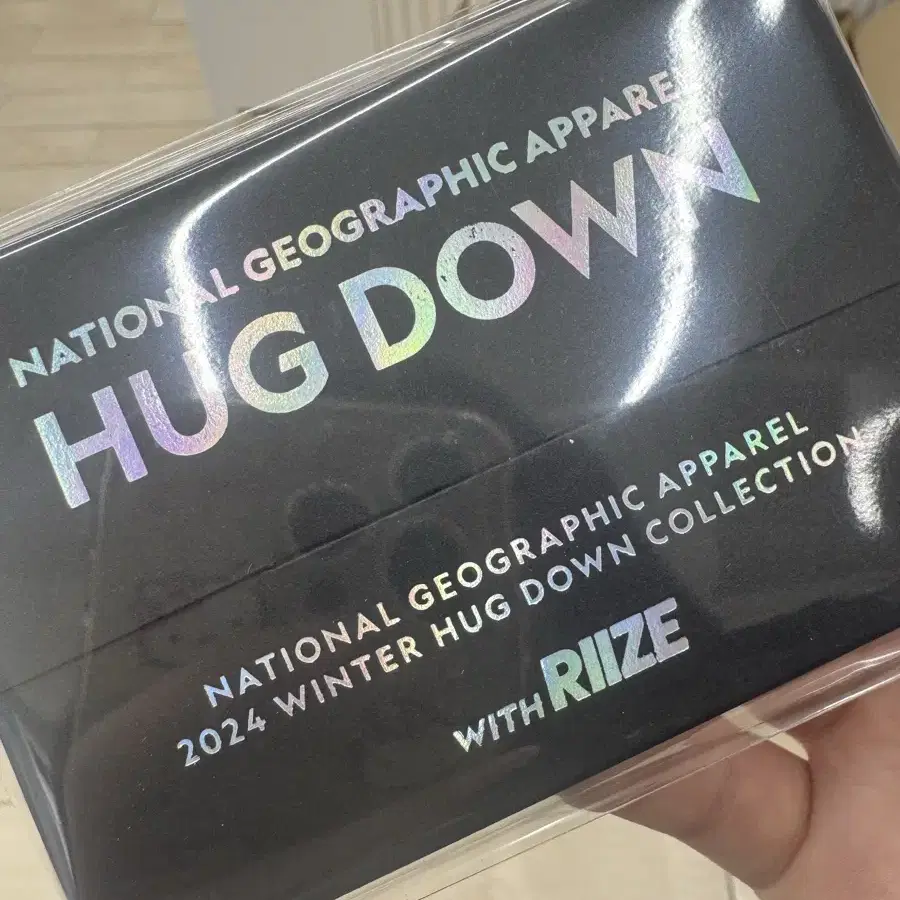 NATIONAL GEOGRAPHIC APPAREL
HUG DOWN
NATIONAL GEOGRAPHIC APPAREL
2024 WINTER HUG DOWN COLLECTION
WITH RIIZE